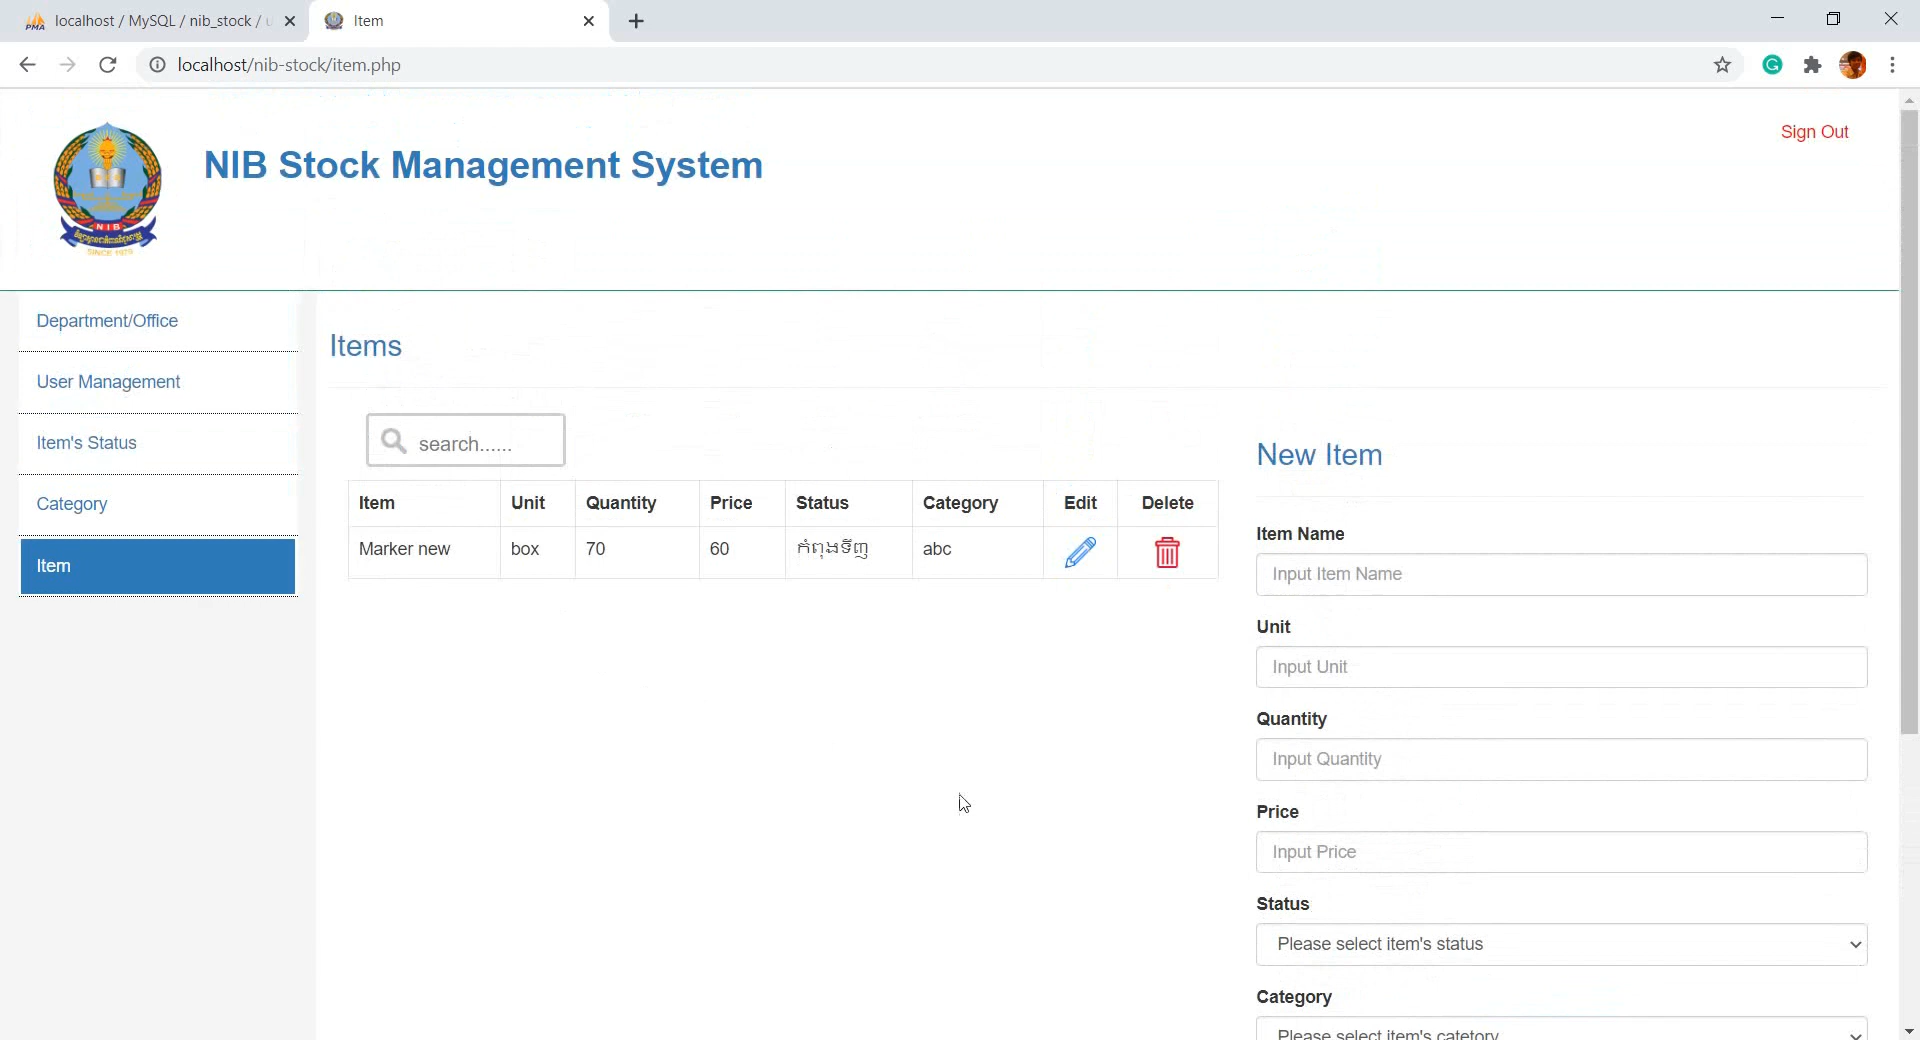 localhost / MySQL / nib_stock /
Item
localhost/nib-stock/item.php
NIB Stock Management System
Sign Out
NIB
SINCE 1979
Department/Office
User Management
Item's Status
Category
Item
Items
search......
Item Unit Quantity Price Status Category Edit Delete
Marker new box 70 60 កំពុងទិញ abc
New Item
Item Name
Input Item Name
Unit
Input Unit
Quantity
Input Quantity
Price
Input Price
Status
Please select item's status
Category
Please select item's catetory